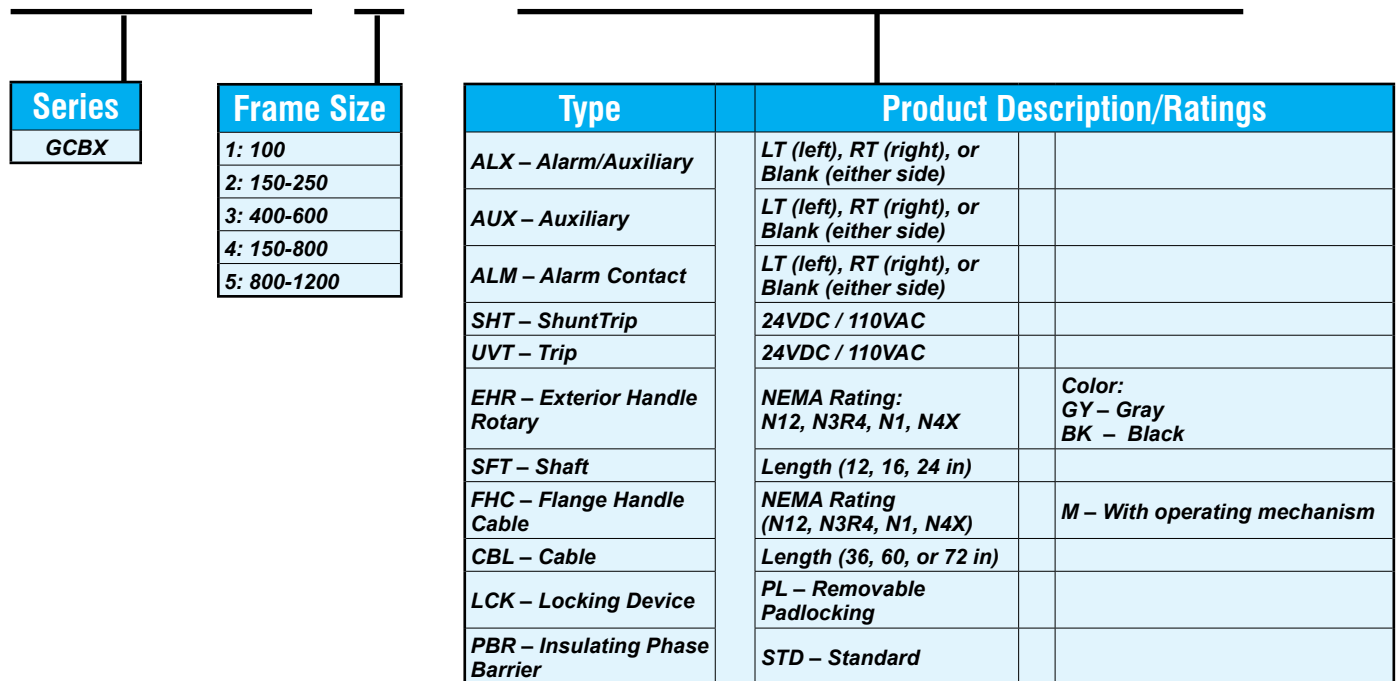 Series
GCBX
Frame Size
1: 100
2: 150-250
3: 400-600
4: 150-800
5: 800-1200
Type
Product Description/Ratings
ALX – Alarm/Auxiliary
LT (left), RT (right), or
Blank (either side)
AUX – Auxiliary
LT (left), RT (right), or
Blank (either side)
ALM – Alarm Contact
LT (left), RT (right), or
Blank (either side)
SHT – ShuntTrip
24VDC / 110VAC
UVT – Trip
24VDC / 110VAC
EHR – Exterior Handle
Rotary
NEMA Rating:
N12, N3R4, N1, N4X
Color:
GY – Gray
BK – Black
SFT – Shaft
Length (12, 16, 24 in)
FHC – Flange Handle
Cable
NEMA Rating
(N12, N3R4, N1, N4X)
M – With operating mechanism
CBL – Cable
Length (36, 60, or 72 in)
LCK – Locking Device
PL – Removable
Padlocking
PBR – Insulating Phase
Barrier
STD – Standard